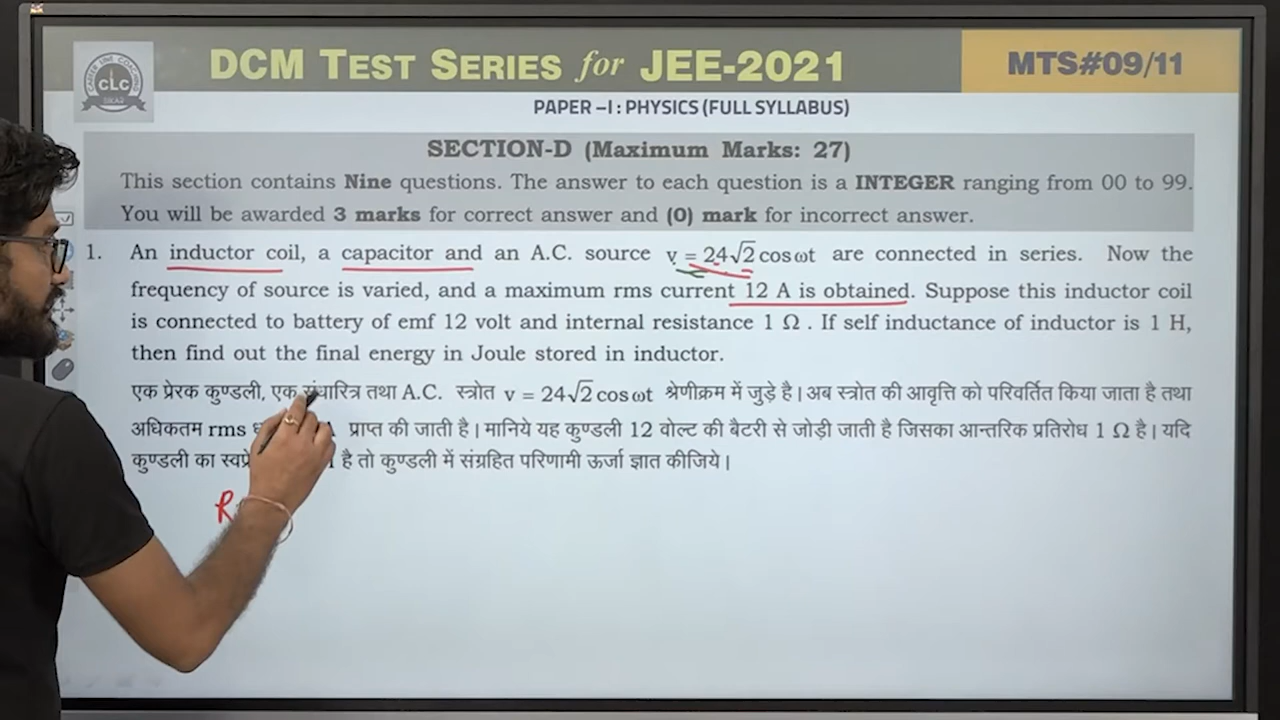 DCM TEST SERIES for JEE-2021
MTS#09/11
CAREER LINE COACHING
CLC
SIKAR
PAPER –I : PHYSICS (FULL SYLLABUS)
SECTION-D (Maximum Marks: 27)
This section contains Nine questions. The answer to each question is a INTEGER ranging from 00 to 99.
You will be awarded 3 marks for correct answer and (0) mark for incorrect answer.
1. An inductor coil, a capacitor and an A.C. source v = 24√2 cos ωt are connected in series. Now the
frequency of source is varied, and a maximum rms current 12 A is obtained. Suppose this inductor coil
is connected to battery of emf 12 volt and internal resistance 1 Ω . If self inductance of inductor is 1 H,
then find out the final energy in Joule stored in inductor.
एक प्रेरक कुण्डली, एक संधारित्र तथा A.C. स्त्रोत v = 24√2 cos ωt श्रेणीक्रम में जुड़े है। अब स्त्रोत की आवृत्ति को परिवर्तित किया जाता है तथा
अधिकतम rms प्राप्त की जाती है। मानिये यह कुण्डली 12 वोल्ट की बैटरी से जोड़ी जाती है जिसका आन्तरिक प्रतिरोध 1 Ω है। यदि
कुण्डली का है तो कुण्डली में संग्रहित परिणामी ऊर्जा ज्ञात कीजिये।
R